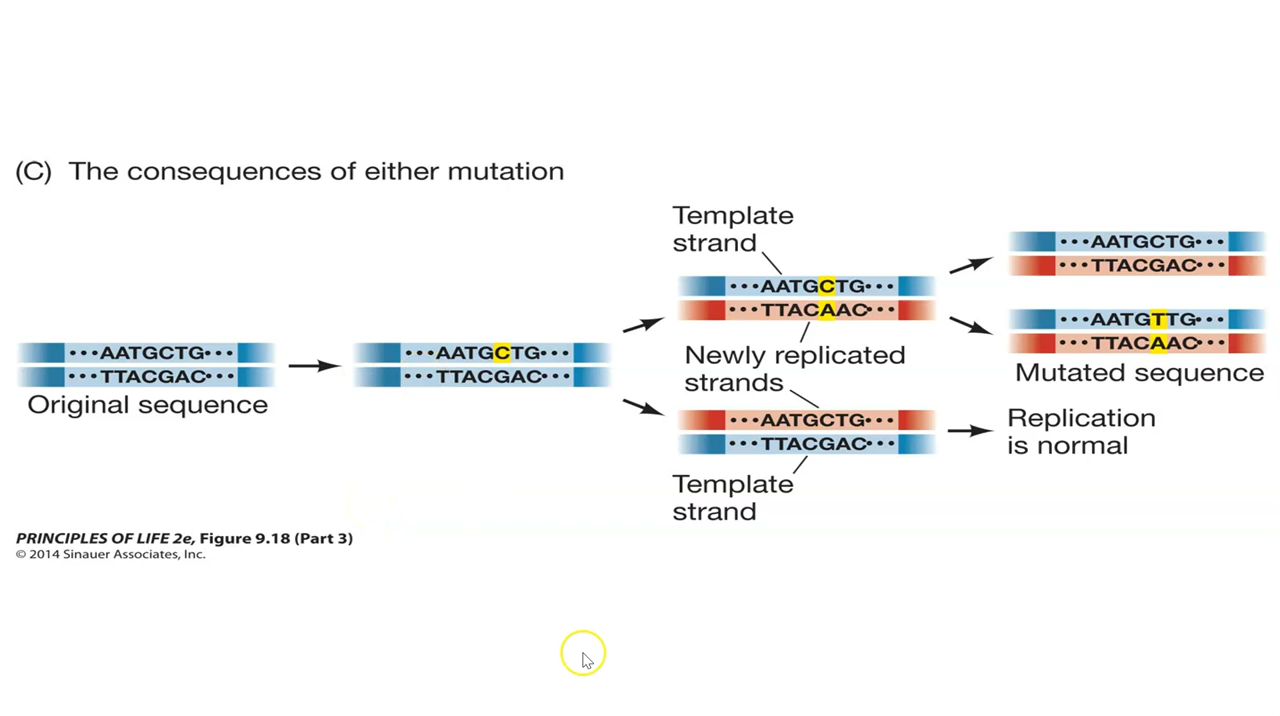 (C) The consequences of either mutation
•••AATGCTG•••
•••TTACGAC•••
Original sequence
•••AATGCTG•••
•••TTACGAC•••
Template
strand
•••AATGCTG•••
•••TTACAAC•••
Newly replicated
strands
•••AATGCTG•••
•••TTACGAC•••
Template
strand
•••AATGCTG•••
•••TTACGAC•••
•••AATGTTG•••
•••TTACAAC•••
Mutated sequence
Replication
is normal
PRINCIPLES OF LIFE 2e, Figure 9.18 (Part 3)
© 2014 Sinauer Associates, Inc.